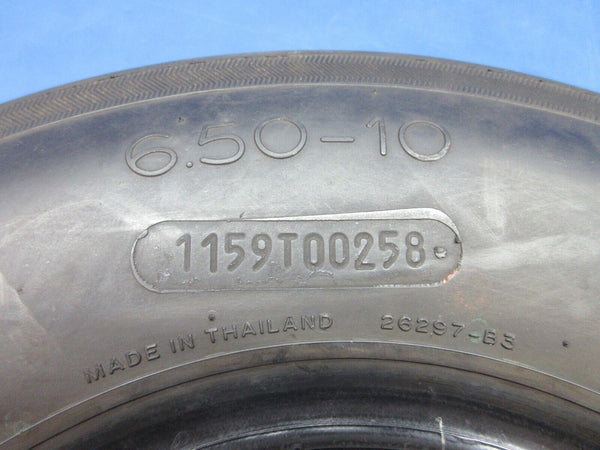 6.50-10
1159T00258.
MADE IN THAILAND 26297-B3